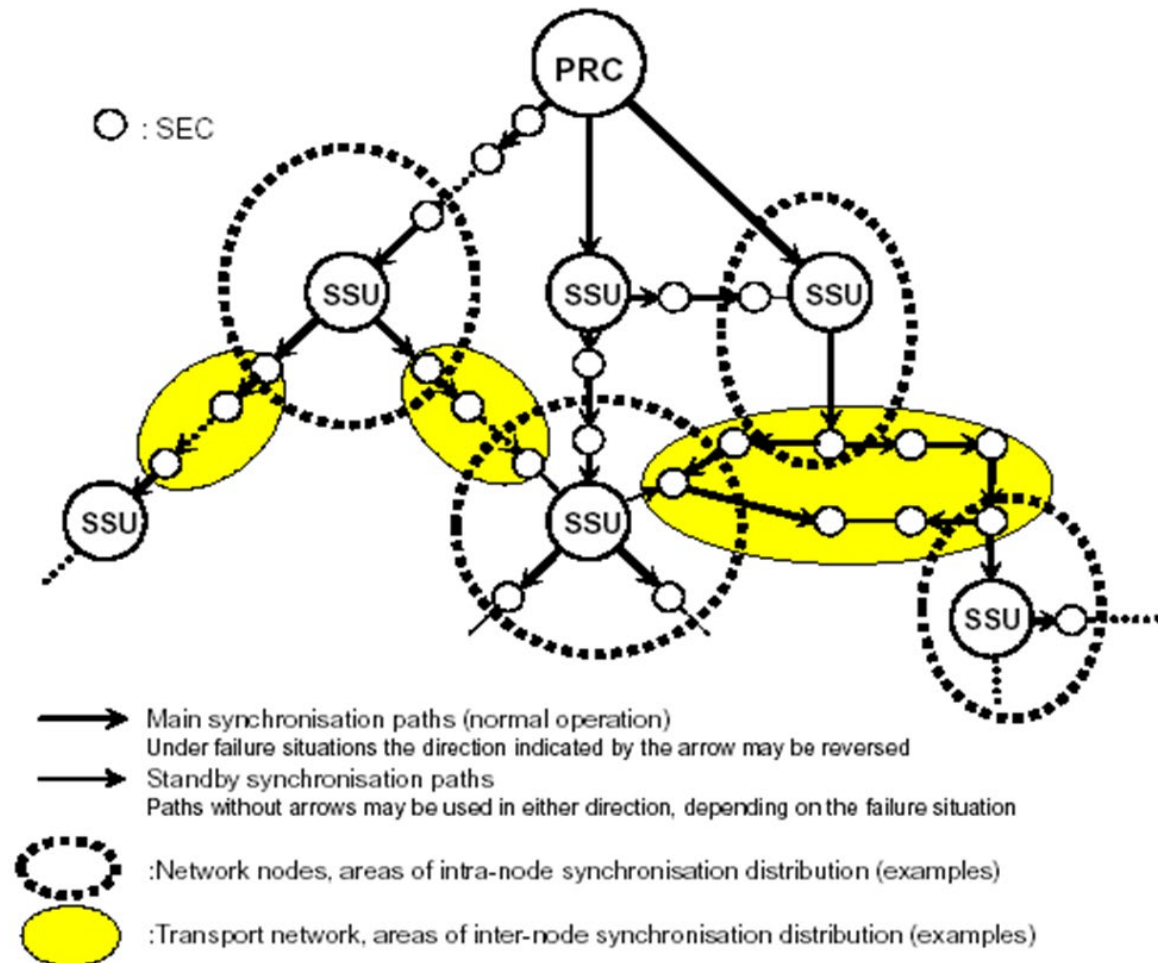 PRC
: SEC
SSU
SSU
SSU
SSU
SSU
SSU
Main synchronisation paths (normal operation)
Under failure situations the direction indicated by the arrow may be reversed
Standby synchronisation paths
Paths without arrows may be used in either direction, depending on the failure situation
:Network nodes, areas of intra-node synchronisation distribution (examples)
:Transport network, areas of inter-node synchronisation distribution (examples)